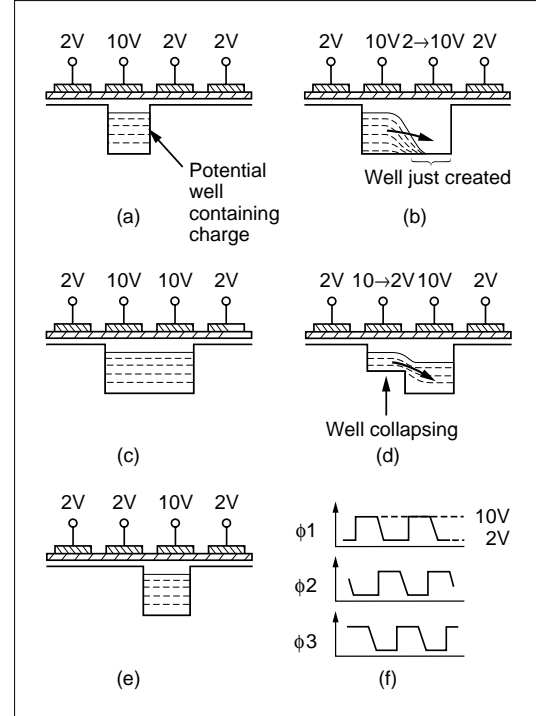 2V 10V 2V 2V
Potential
well
containing
charge
(a)
2V 10V 2→10V 2V
Well just created
(b)
2V 10V 10V 2V
(c)
2V 10→2V 10V 2V
Well collapsing
(d)
2V 2V 10V 2V
(e)
ϕ1
10V
2V
ϕ2
ϕ3
(f)